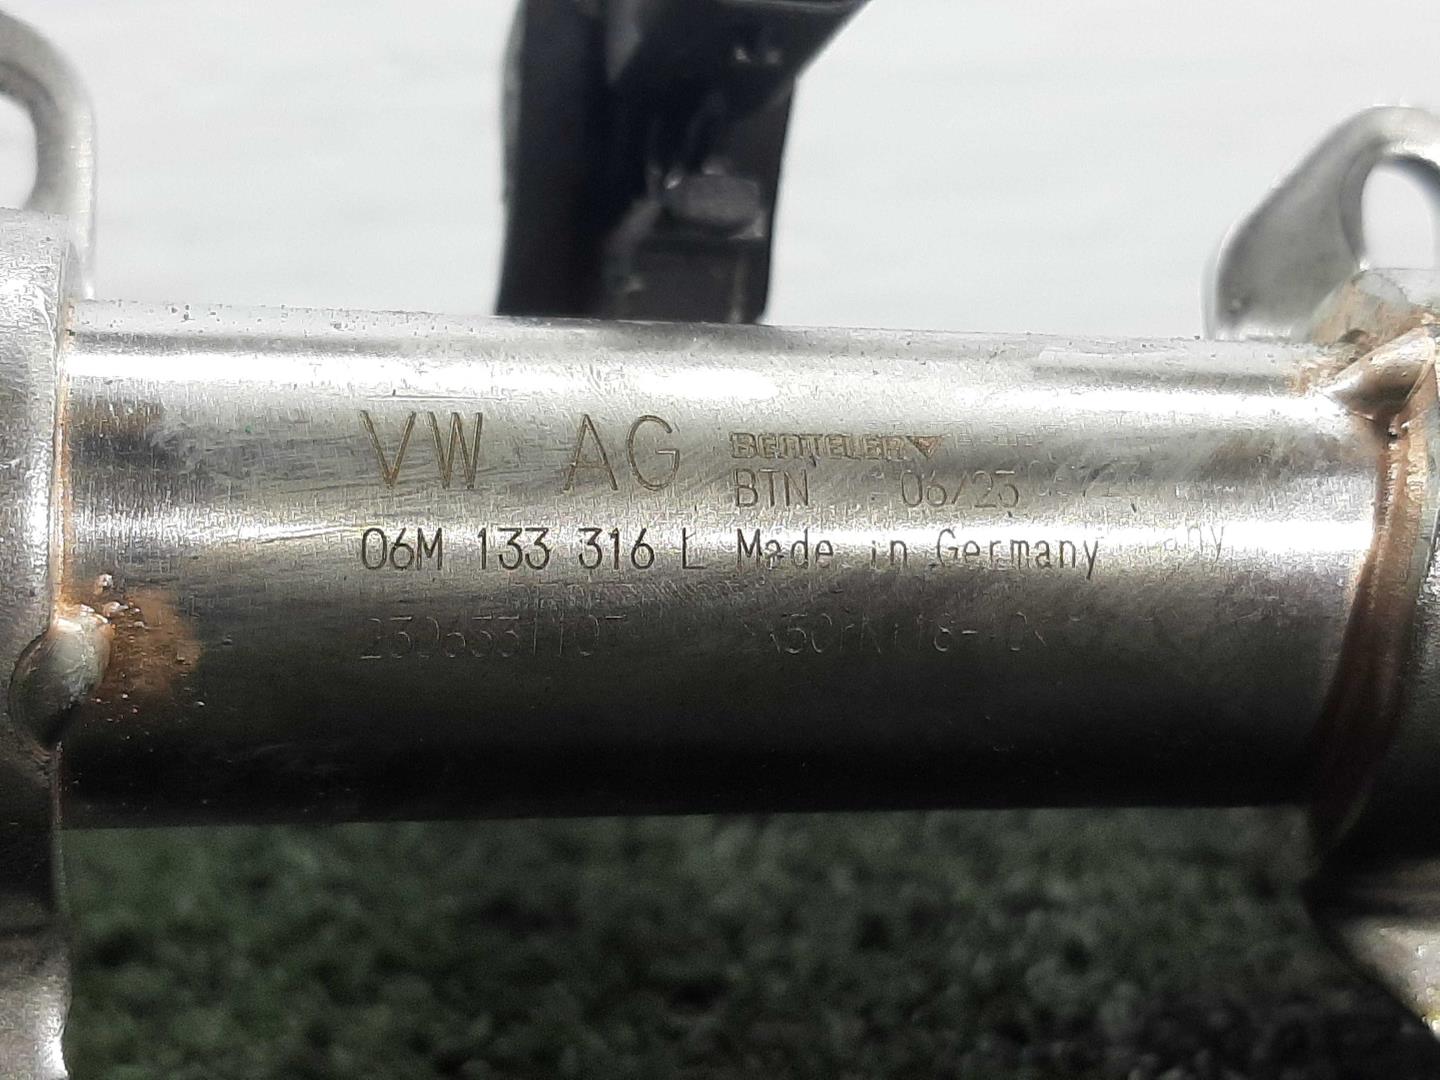 VW AG BENTELER
BTN 06/23
06M 133 316 L Made in Germany